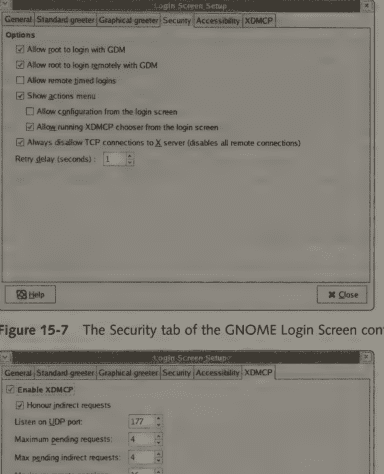 Login Screen Setup
General Standard greeter Graphical greeter Security Accessibility XDMCP
Options
Allow root to login with GDM
Allow root to login remotely with GDM
Allow remote timed logins
Show actions menu
Allow configuration from the login screen
Allow running XDMCP chooser from the login screen
Always disallow TCP connections to X server (disables all remote connections)
Retry delay (seconds) : 1
Help
Close
Figure 15-7 The Security tab of the GNOME Login Screen con
Login Screen Setup
General Standard greeter Graphical greeter Security Accessibility XDMCP
Enable XDMCP
Honour indirect requests
Listen on UDP port: 177
Maximum pending requests: 4
Max pending indirect requests: 4